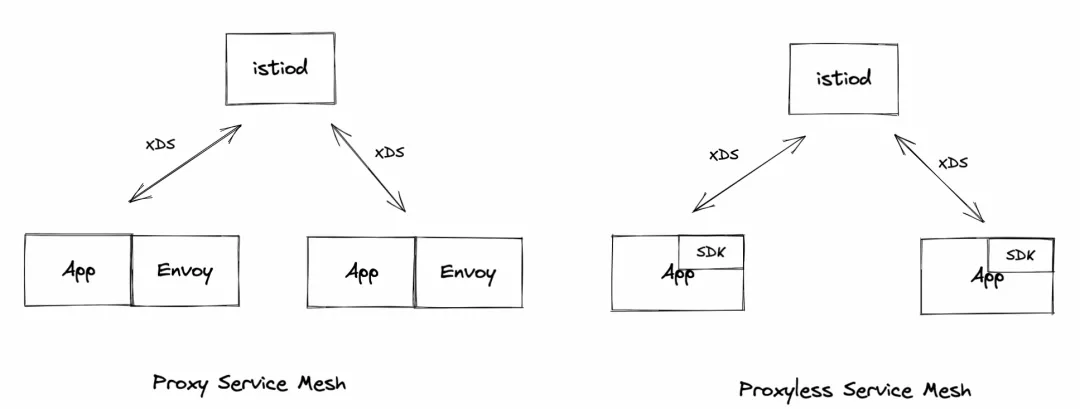 istiod
xDS
xDS
App
Envoy
App
Envoy
Proxy Service Mesh
istiod
xDS
xDS
SDK
App
SDK
App
Proxyless Service Mesh